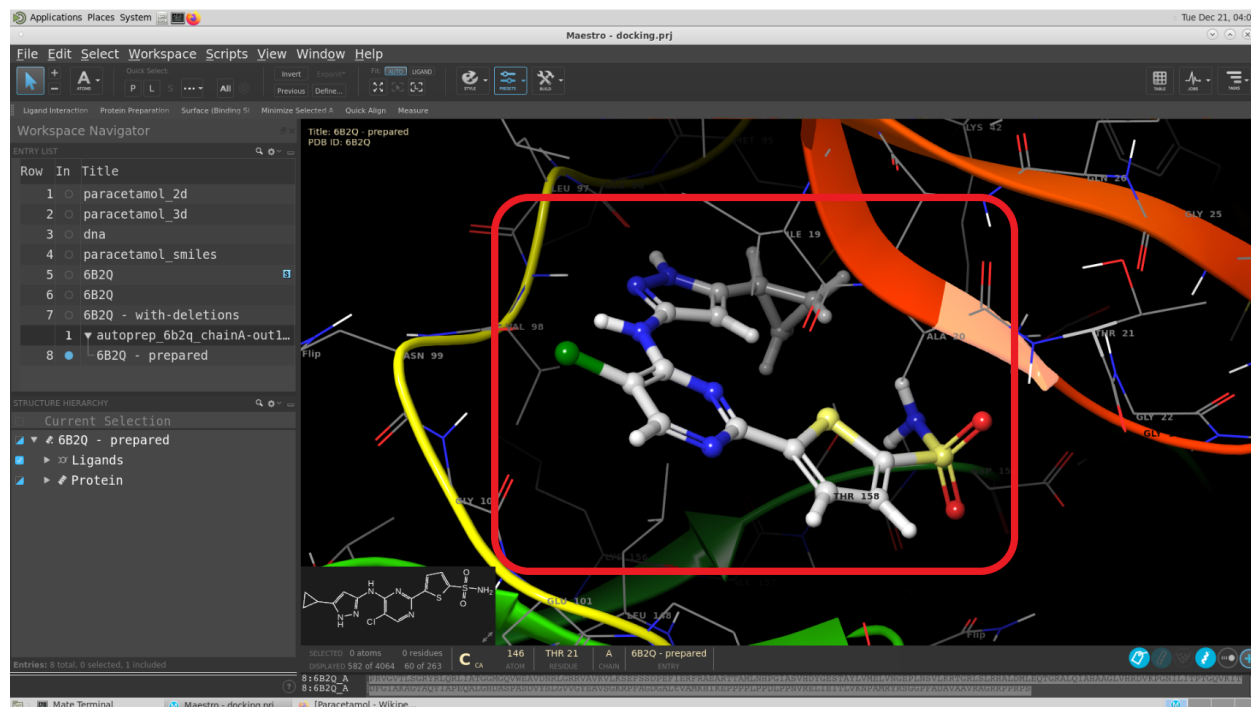 Applications Places System
Tue Dec 21, 04:0
Maestro - docking.prj
File Edit Select Workspace Scripts View Window Help
Quick Select
Invert Expand*
Fit: AUTO LIGAND
ATOMS
P L S All
Previous Define...
STYLE PRESETS BUILD
TABLE JOBS TASKS
Protein Preparation Surface (Binding Si Minimize Selected A Quick Align Measure
Workspace Navigator
ENTRY LIST
Row In Title
1 paracetamol_2d
2 paracetamol_3d
3 dna
4 paracetamol_smiles
5 6B2Q S
6 6B2Q
7 6B2Q - with-deletions
1 autoprep_6b2q_chainA-out1...
8 6B2Q - prepared
STRUCTURE HIERARCHY
Current Selection
6B2Q - prepared
Ligands
Protein
Entries: 8 total, 0 selected, 1 included
Title: 6B2Q - prepared
PDB ID: 6B2Q
LYS 42
LEU 97
GLN 26
GLY 25
ILE 19
VAL 98
ALA 20
THR 21
Flip
ASN 99
GLY 22
THR 158
GLU 101
LEU 148
Flip
H
N
N
N
H
Cl
N
N
S
O
S
NH2
O
SELECTED 0 atoms 0 residues
DISPLAYED 582 of 4064 60 of 263
C CA
146 ATOM
THR 21 RESIDUE
A CHAIN
6B2Q - prepared ENTRY
8:6B2Q_A
8:6B2Q_A
Mate Terminal
Maestro - docking.prj
[Paracetamol - Wikipe...